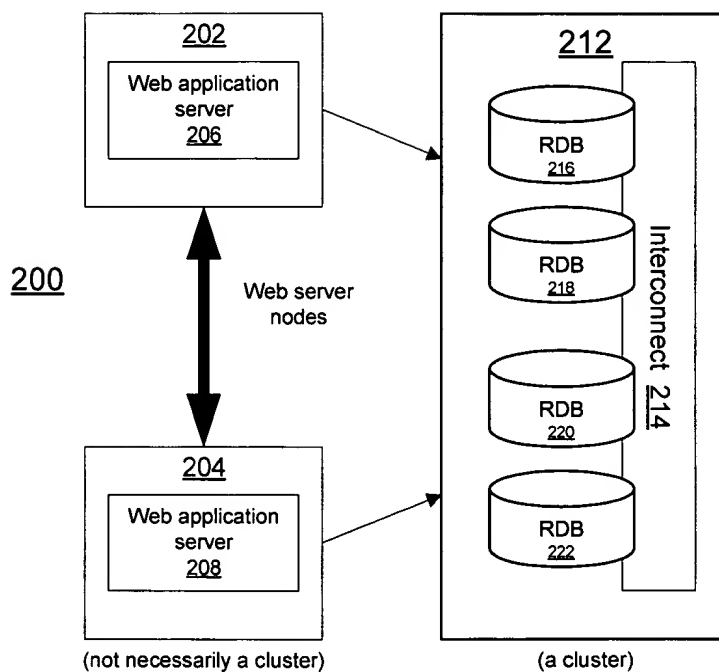 200
202
Web application
server
206
Web server
nodes
204
Web application
server
208
(not necessarily a cluster)
212
RDB
216
RDB
218
RDB
220
RDB
222
Interconnect 214
(a cluster)